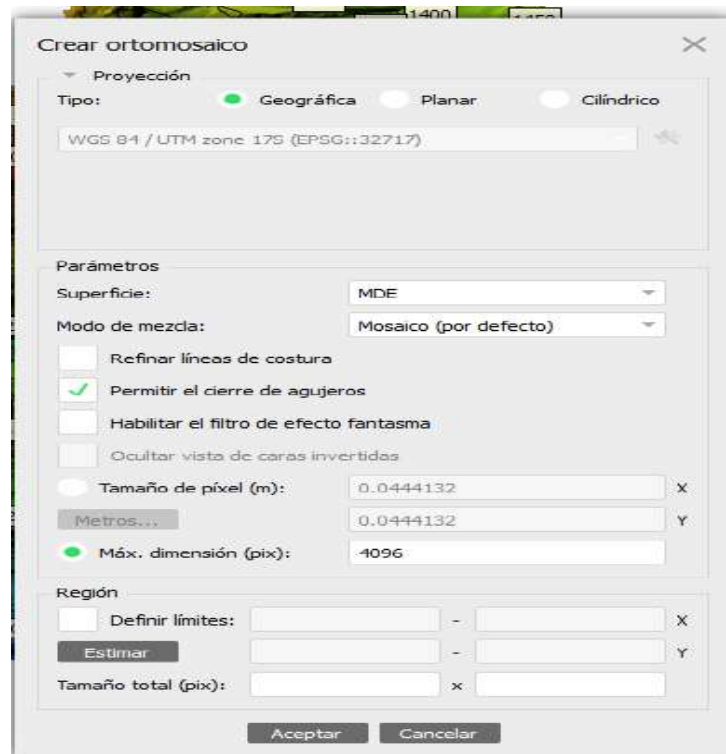 1400
Crear ortomosaico
Proyección
Tipo: Geográfica Planar Cilíndrico
WGS 84 / UTM zone 17S (EPSG::32717)
Parámetros
Superficie: MDE
Modo de mezcla: Mosaico (por defecto)
Refinar líneas de costura
Permitir el cierre de agujeros
Habilitar el filtro de efecto fantasma
Ocultar vista de caras invertidas
Tamaño de píxel (m): 0.0444132 X
Metros... 0.0444132 Y
Máx. dimensión (pix): 4096
Región
Definir límites: - X
Estimar - Y
Tamaño total (pix): x
Aceptar Cancelar